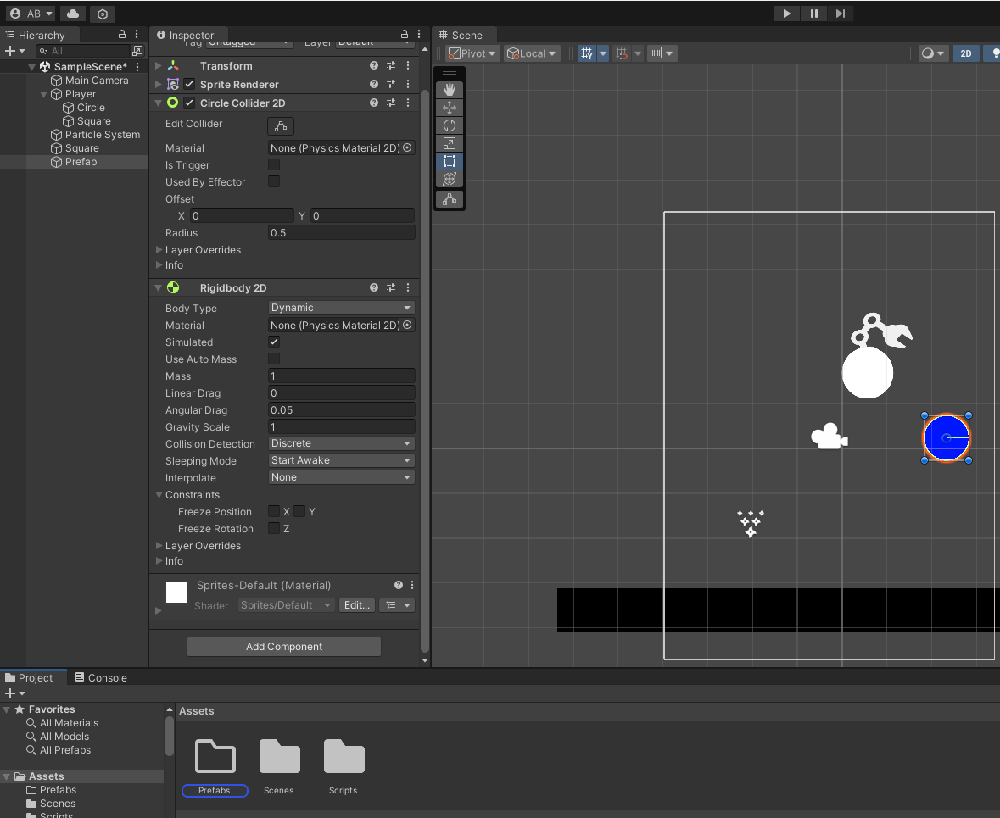 AB
Hierarchy
All
SampleScene*
Main Camera
Player
Circle
Square
Particle System
Square
Prefab
Inspector
Tag Untagged Layer Default
Transform
Sprite Renderer
Circle Collider 2D
Edit Collider
Material None (Physics Material 2D)
Is Trigger
Used By Effector
Offset
X 0 Y 0
Radius 0.5
Layer Overrides
Info
Rigidbody 2D
Body Type Dynamic
Material None (Physics Material 2D)
Simulated
Use Auto Mass
Mass 1
Linear Drag 0
Angular Drag 0.05
Gravity Scale 1
Collision Detection Discrete
Sleeping Mode Start Awake
Interpolate None
Constraints
Freeze Position X Y
Freeze Rotation Z
Layer Overrides
Info
Sprites-Default (Material)
Shader Sprites/Default Edit...
Add Component
Scene
Pivot Local 2D
Project Console
Favorites
All Materials
All Models
All Prefabs
Assets
Prefabs
Scenes
Scripts
Assets
Prefabs Scenes Scripts